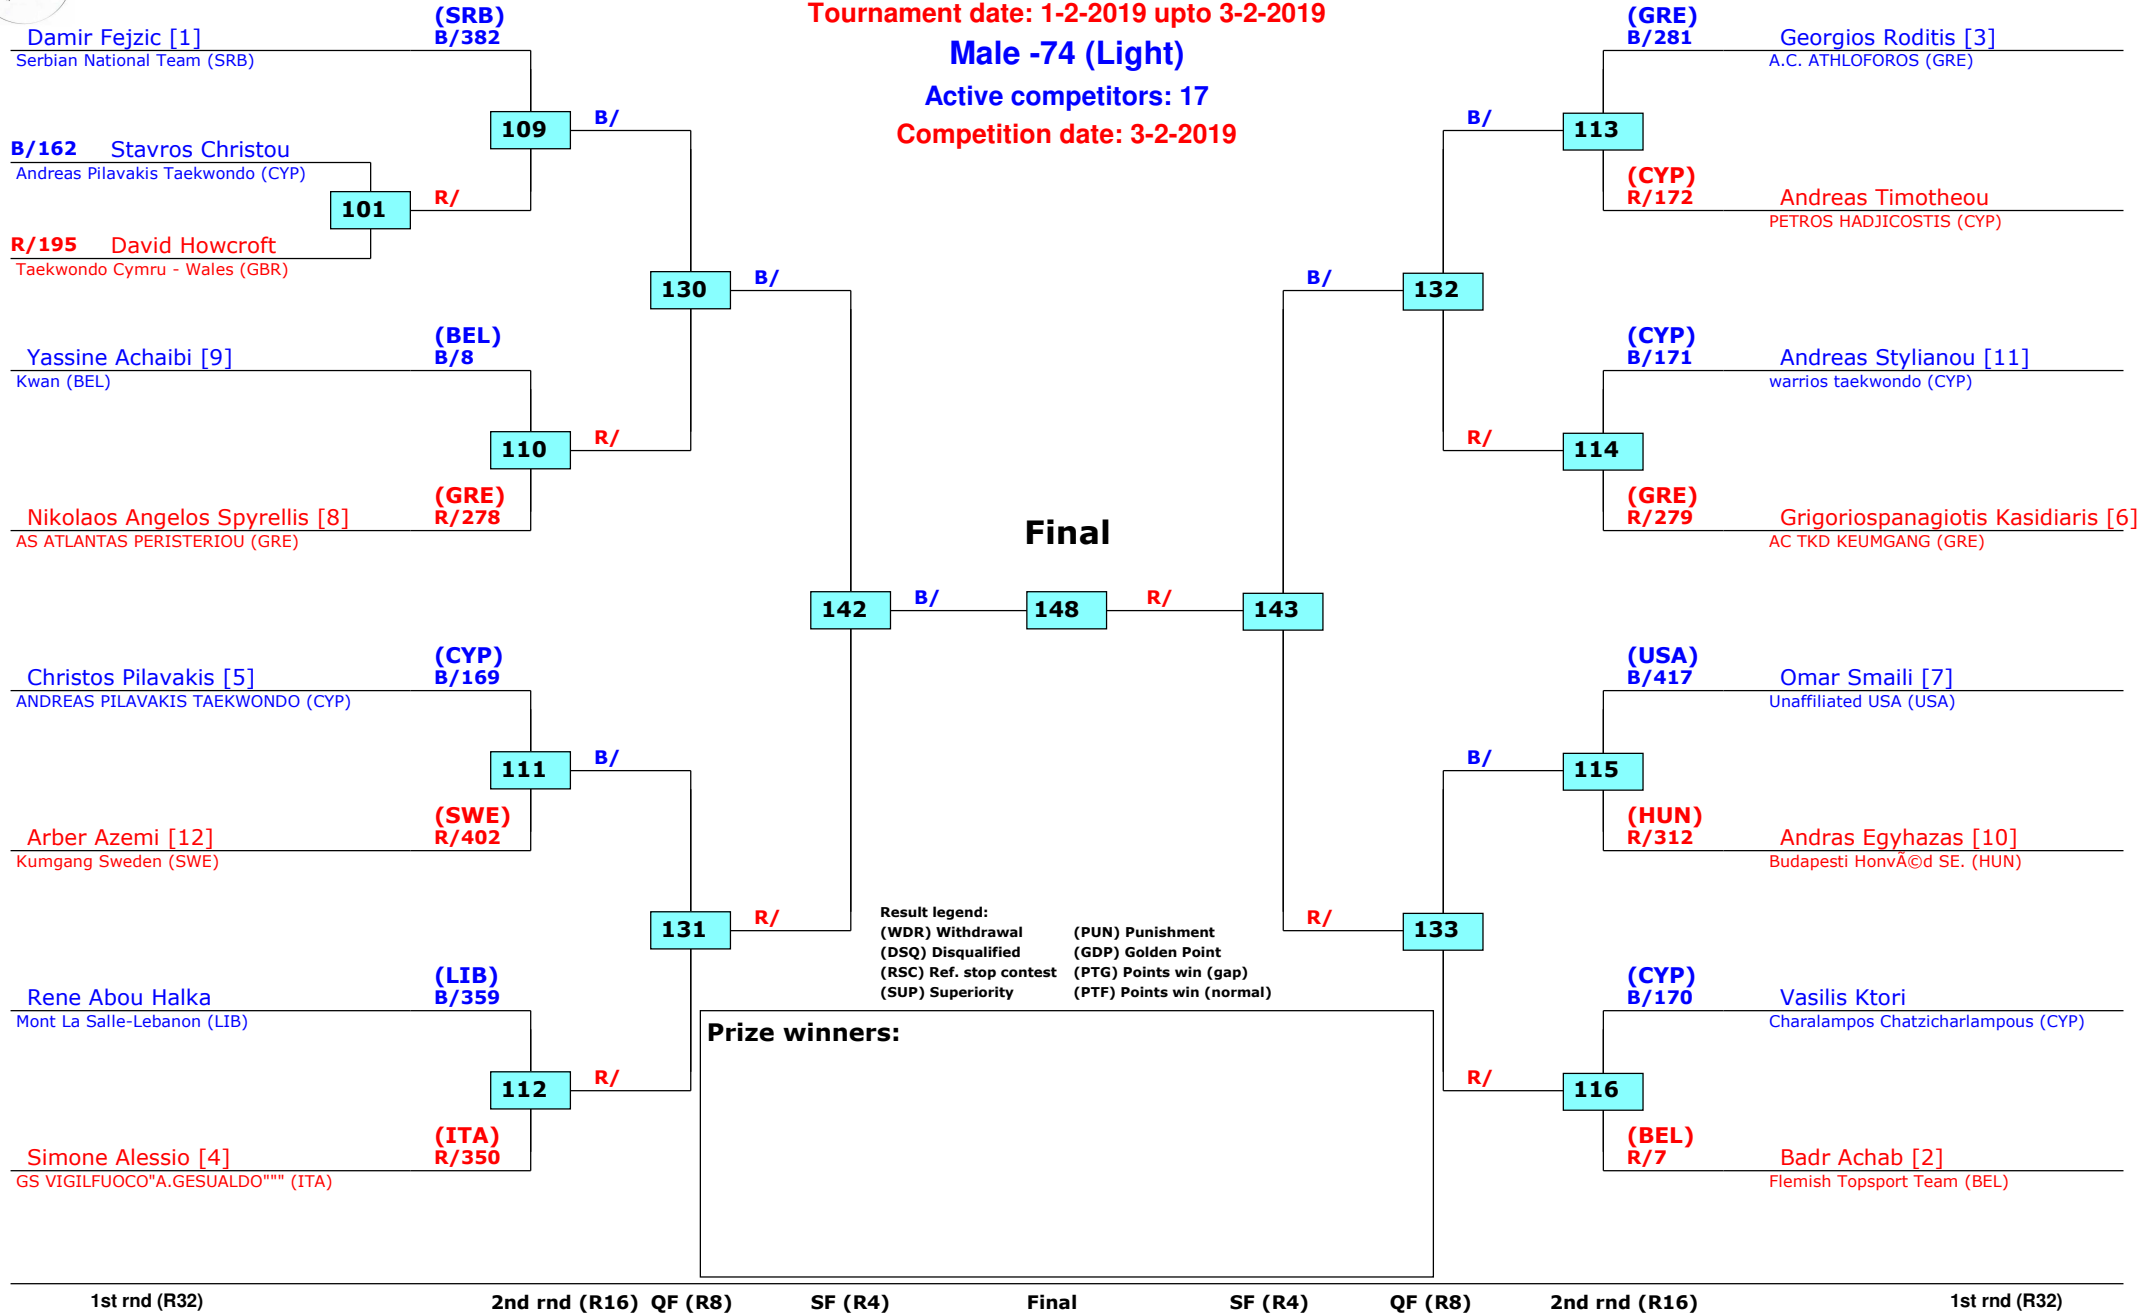 Tournament date: 1-2-2019 upto 3-2-2019
Male -74 (Light)
Active competitors: 17
Competition date: 3-2-2019
(SRB)
Damir Fejzic [1] B/382
Serbian National Team (SRB)
109 B/
B/162 Stavros Christou
Andreas Pilavakis Taekwondo (CYP)
101 R/
R/195 David Howcroft
Taekwondo Cymru - Wales (GBR)
130 B/
(BEL)
Yassine Achaibi [9] B/8
Kwan (BEL)
110 R/
(GRE)
Nikolaos Angelos Spyrellis [8] R/278
AS ATLANTAS PERISTERIOU (GRE)
142 B/
(CYP)
Christos Pilavakis [5] B/169
ANDREAS PILAVAKIS TAEKWONDO (CYP)
111 B/
(SWE)
Arber Azemi [12] R/402
Kumgang Sweden (SWE)
131 R/
(LIB)
Rene Abou Halka B/359
Mont La Salle-Lebanon (LIB)
112 R/
(ITA)
Simone Alessio [4] R/350
GS VIGILFUOCO"A.GESUALDO""" (ITA)
Final
148
(GRE)
B/281 Georgios Roditis [3]
A.C. ATHLOFOROS (GRE)
B/ 113
(CYP)
R/172 Andreas Timotheou
PETROS HADJICOSTIS (CYP)
B/ 132
(CYP)
B/171 Andreas Stylianou [11]
warrios taekwondo (CYP)
R/ 114
(GRE)
R/279 Grigoriospanagiotis Kasidiaris [6]
AC TKD KEUMGANG (GRE)
R/ 143
(USA)
B/417 Omar Smaili [7]
Unaffiliated USA (USA)
B/ 115
(HUN)
R/312 Andras Egyhazas [10]
Budapesti HonvÃ©d SE. (HUN)
R/ 133
(CYP)
B/170 Vasilis Ktori
Charalampos Chatzicharlampous (CYP)
R/ 116
(BEL)
R/7 Badr Achab [2]
Flemish Topsport Team (BEL)
Result legend:
(WDR) Withdrawal (PUN) Punishment
(DSQ) Disqualified (GDP) Golden Point
(RSC) Ref. stop contest (PTG) Points win (gap)
(SUP) Superiority (PTF) Points win (normal)
Prize winners:
1st rnd (R32) 2nd rnd (R16) QF (R8) SF (R4) Final SF (R4) QF (R8) 2nd rnd (R16) 1st rnd (R32)